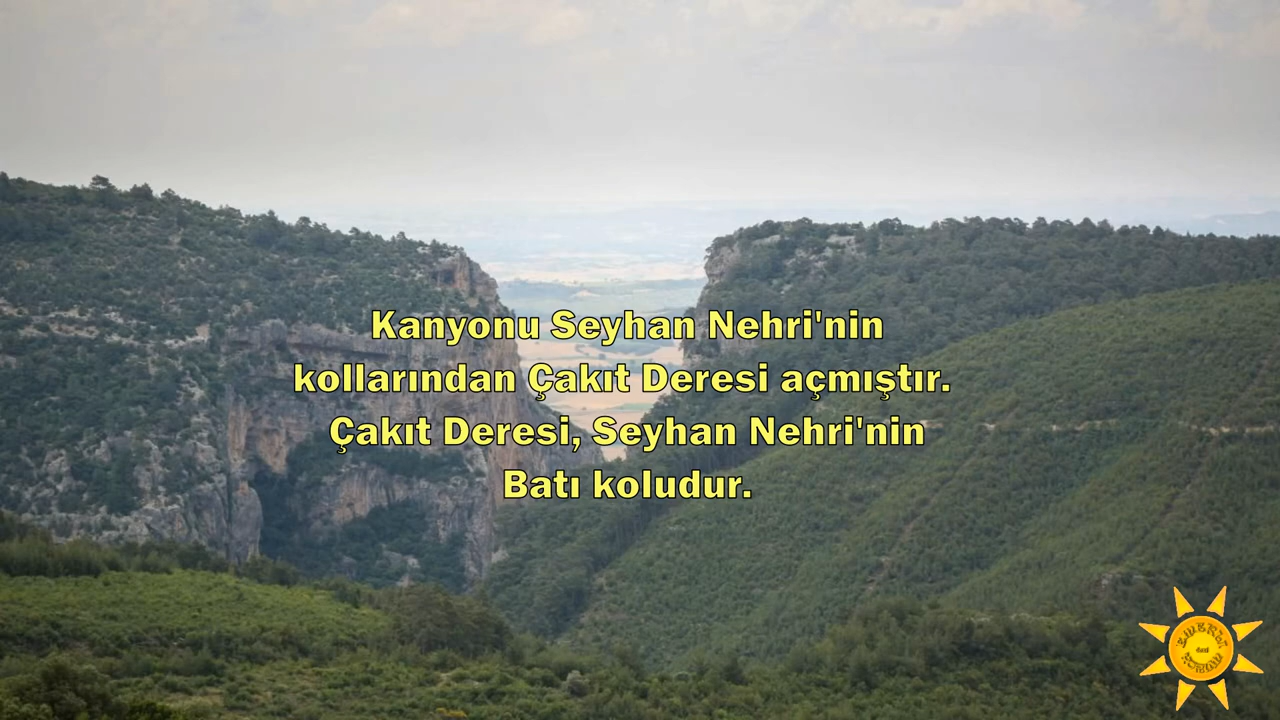 Kanyonu Seyhan Nehri'nin
kollarından Çakıt Deresi açmıştır.
Çakıt Deresi, Seyhan Nehri'nin
Batı koludur.